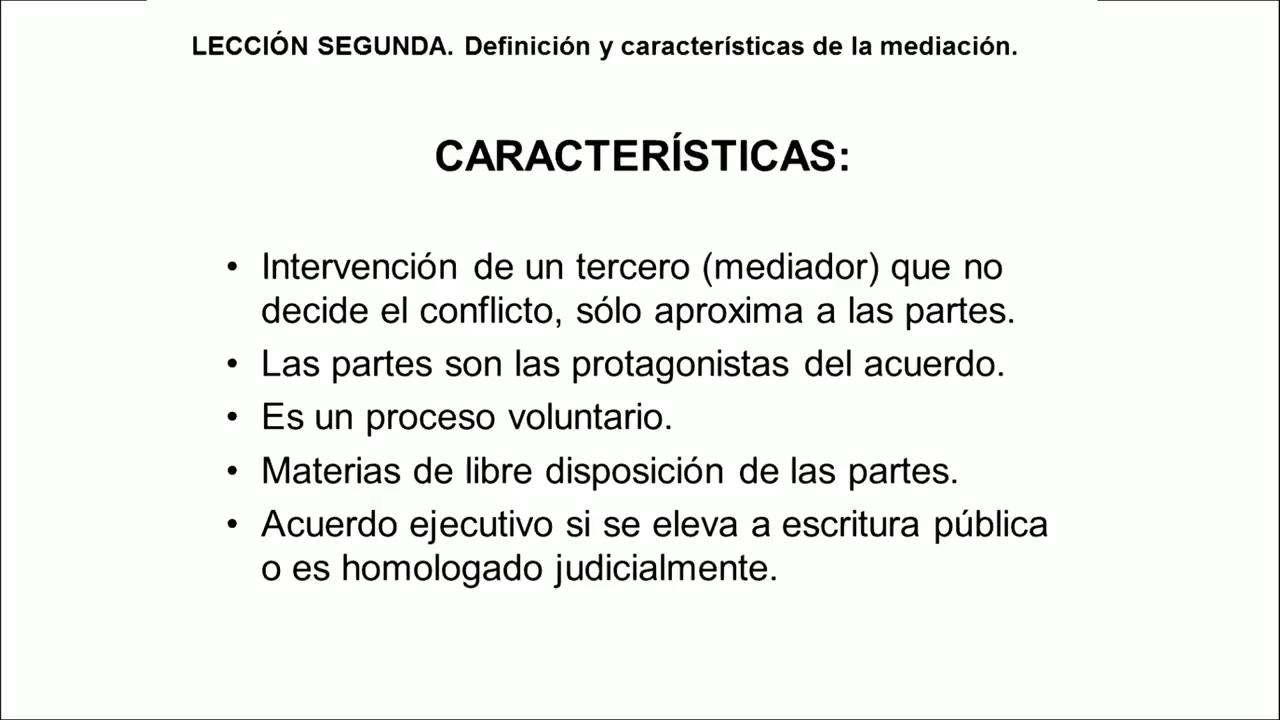 LECCIÓN SEGUNDA. Definición y características de la mediación.
CARACTERÍSTICAS:
• Intervención de un tercero (mediador) que no
decide el conflicto, sólo aproxima a las partes.
• Las partes son las protagonistas del acuerdo.
• Es un proceso voluntario.
• Materias de libre disposición de las partes.
• Acuerdo ejecutivo si se eleva a escritura pública
o es homologado judicialmente.